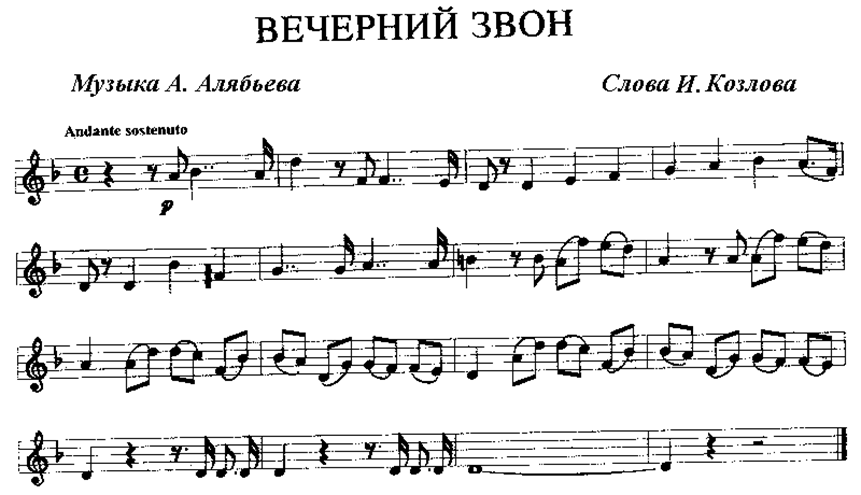 ВЕЧЕРНИЙ ЗВОН
Музыка А. Алябьева Слова И. Козлова
Andante sostenuto
p